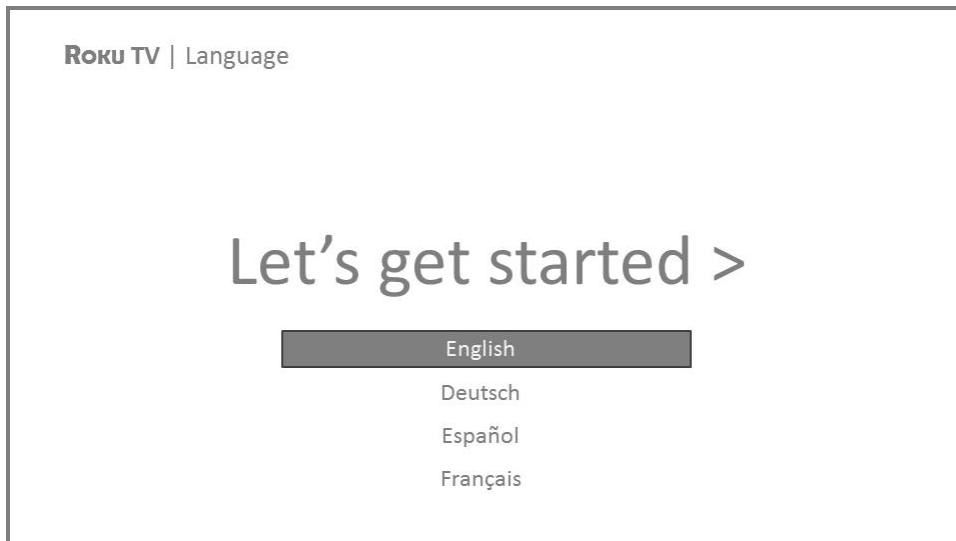 Roku TV | Language
Let’s get started >
English
Deutsch
Español
Français